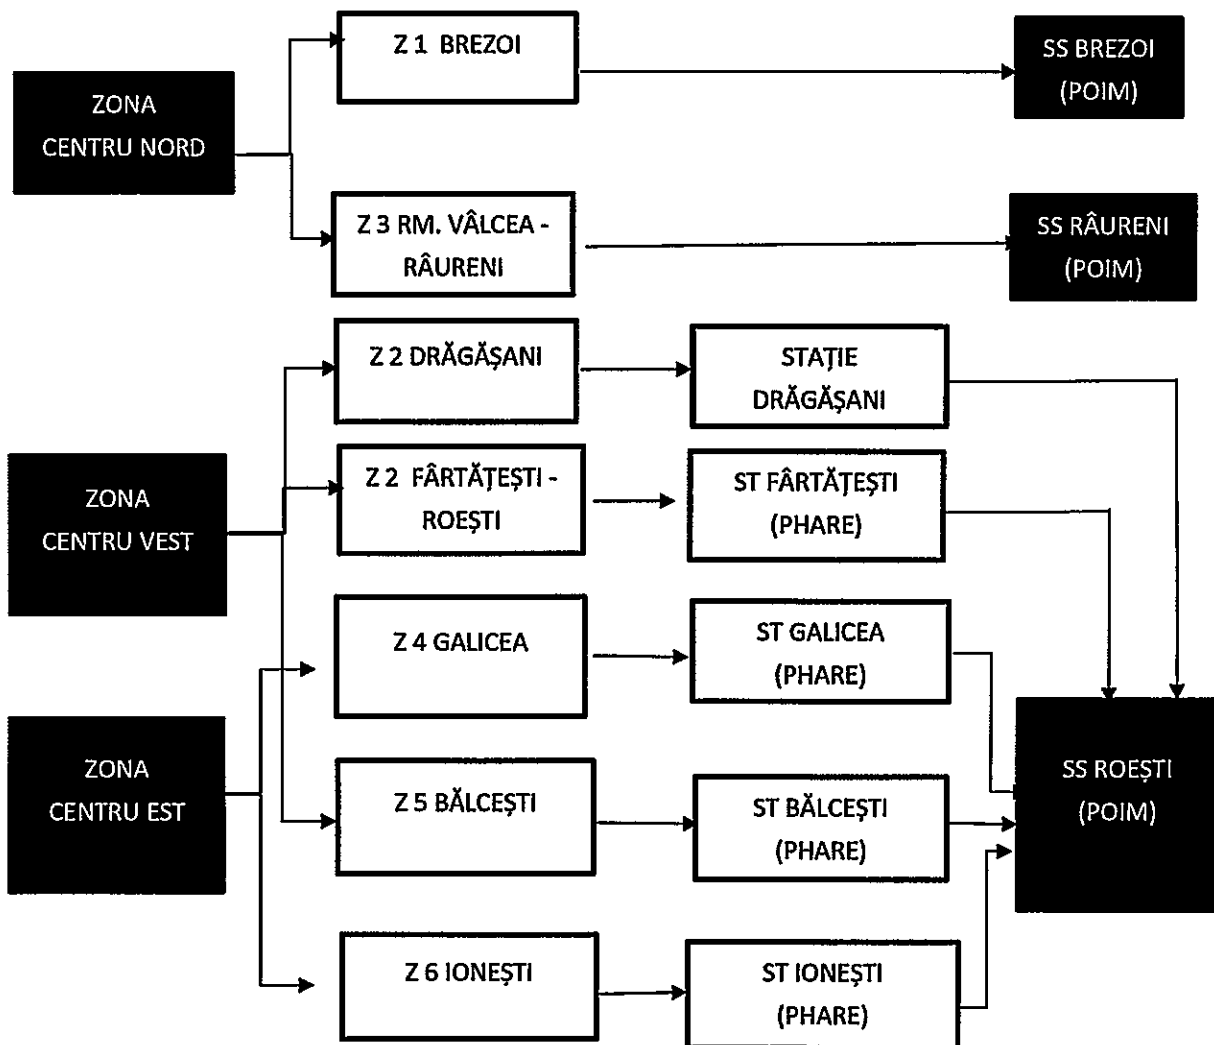 Z 1 BREZOI
SS BREZOI
(POIM)
ZONA
CENTRU NORD
Z 3 RM. VÂLCEA -
RÂURENI
SS RÂURENI
(POIM)
Z 2 DRĂGĂȘANI
STAȚIE
DRĂGĂȘANI
ZONA
CENTRU VEST
Z 2 FÂRTĂȚEȘTI -
ROEȘTI
ST FÂRTĂȚEȘTI
(PHARE)
Z 4 GALICEA
ST GALICEA
(PHARE)
ZONA
CENTRU EST
Z 5 BĂLCEȘTI
ST BĂLCEȘTI
(PHARE)
SS ROEȘTI
(POIM)
Z 6 IONEȘTI
ST IONEȘTI
(PHARE)